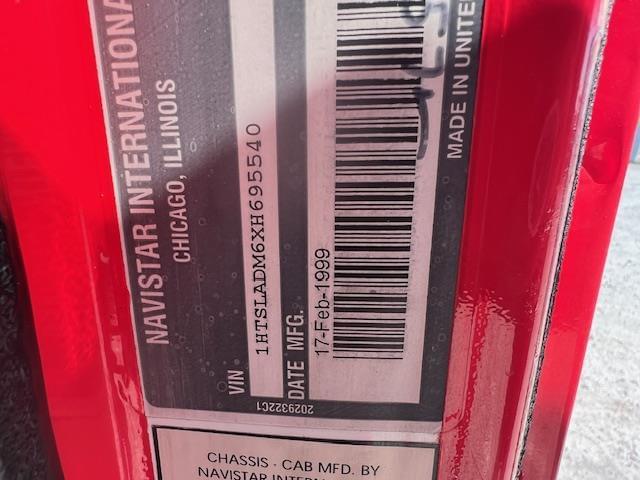 NAVISTAR INTERNATIONA
CHICAGO, ILLINOIS
VIN
1HTSLADM6XH695540
DATE MFG.
17-Feb-1999
MADE IN UNITE
2029322C1
CHASSIS - CAB MFD. BY
NAVISTAR INTERN